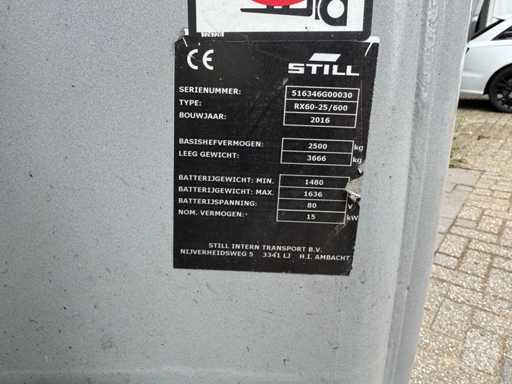 CE STILL
SERIENUMMER: 516346G00030
TYPE: RX60-25/600
BOUWJAAR: 2016
BASISHEFVERMOGEN: 2500 kg
LEEG GEWICHT: 3666 kg
BATTERIJGEWICHT: MIN. 1480
BATTERIJGEWICHT: MAX. 1636
BATTERIJSPANNING: 80 V
NOM. VERMOGEN: 15 kW
STILL INTERN TRANSPORT B.V.
NIJVERHEIDSWEG 5 3341 LJ H.I. AMBACHT